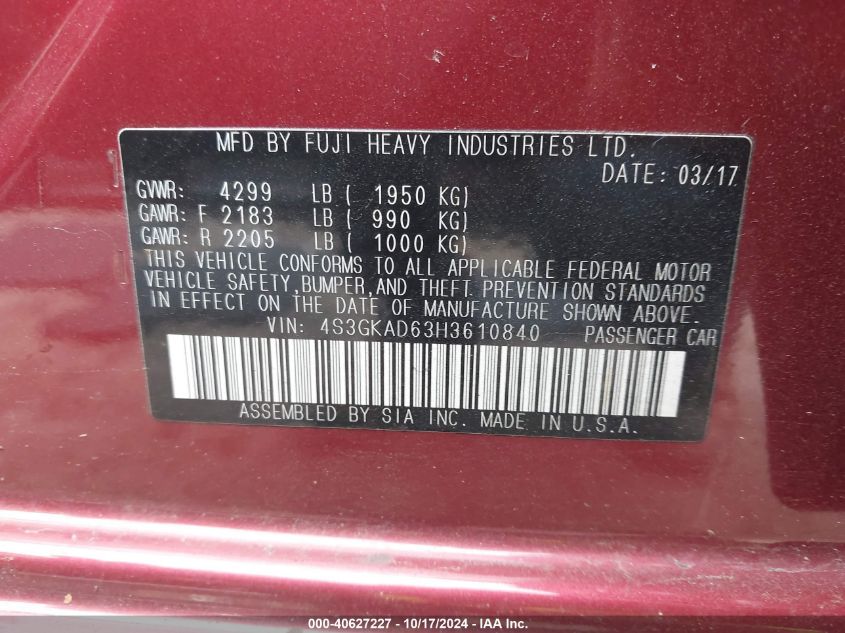 MFD BY FUJI HEAVY INDUSTRIES LTD.
DATE: 03/17
GVWR: 4299 LB ( 1950 KG)
GAWR: F 2183 LB ( 990 KG)
GAWR: R 2205 LB ( 1000 KG)
THIS VEHICLE CONFORMS TO ALL APPLICABLE FEDERAL MOTOR
VEHICLE SAFETY,BUMPER,AND THEFT PREVENTION STANDARDS
IN EFFECT ON THE DATE OF MANUFACTURE SHOWN ABOVE.
VIN: 4S3GKAD63H3610840 PASSENGER CAR
ASSEMBLED BY SIA INC. MADE IN U.S.A.
000-40627227 - 10/17/2024 - IAA Inc.